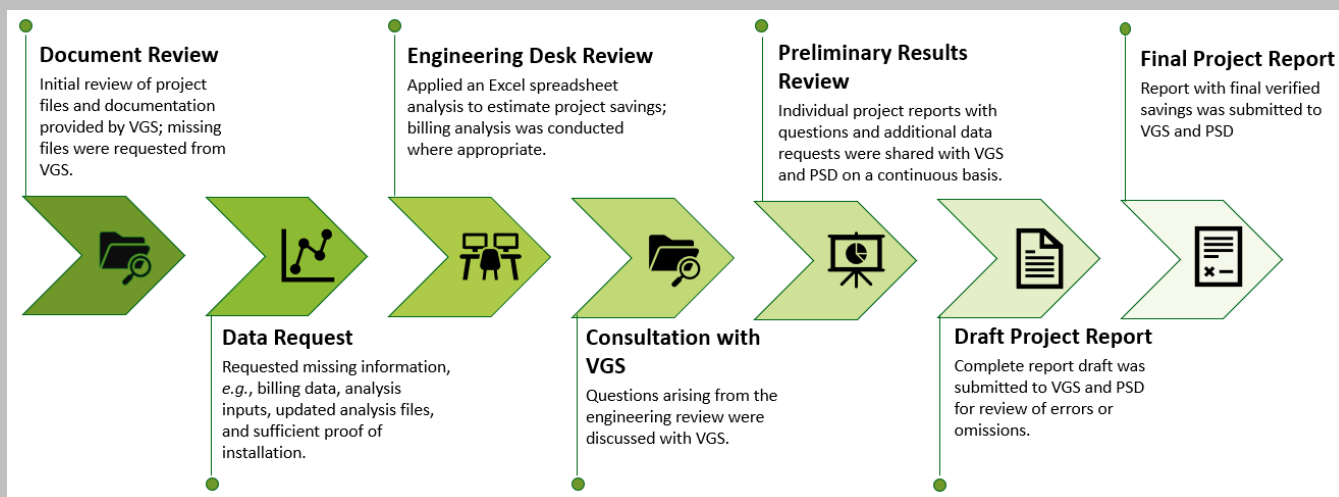 Document Review
Initial review of project
files and documentation
provided by VGS; missing
files were requested from
VGS.
Data Request
Requested missing information,
e.g., billing data, analysis
inputs, updated analysis files,
and sufficient proof of
installation.
Engineering Desk Review
Applied an Excel spreadsheet
analysis to estimate project savings;
billing analysis was conducted
where appropriate.
Consultation with
VGS
Questions arising from the
engineering review were
discussed with VGS.
Preliminary Results
Review
Individual project reports with
questions and additional data
requests were shared with VGS
and PSD on a continuous basis.
Draft Project Report
Complete report draft was
submitted to VGS and PSD
for review of errors or
omissions.
Final Project Report
Report with final verified
savings was submitted to
VGS and PSD